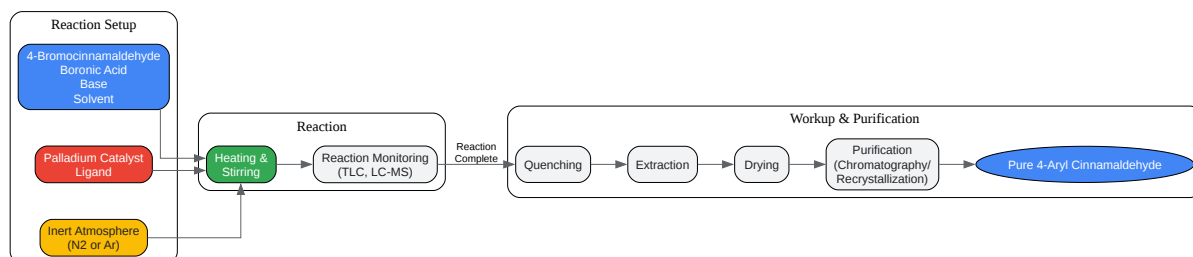 Reaction Setup
4-Bromocinnamaldehyde
Boronic Acid
Base
Solvent
Palladium Catalyst
Ligand
Inert Atmosphere
(N2 or Ar)
Reaction
Heating &
Stirring
Reaction Monitoring
(TLC, LC-MS)
Reaction
Complete
Workup & Purification
Quenching
Extraction
Drying
Purification
(Chromatography/
Recrystallization)
Pure 4-Aryl Cinnamaldehyde